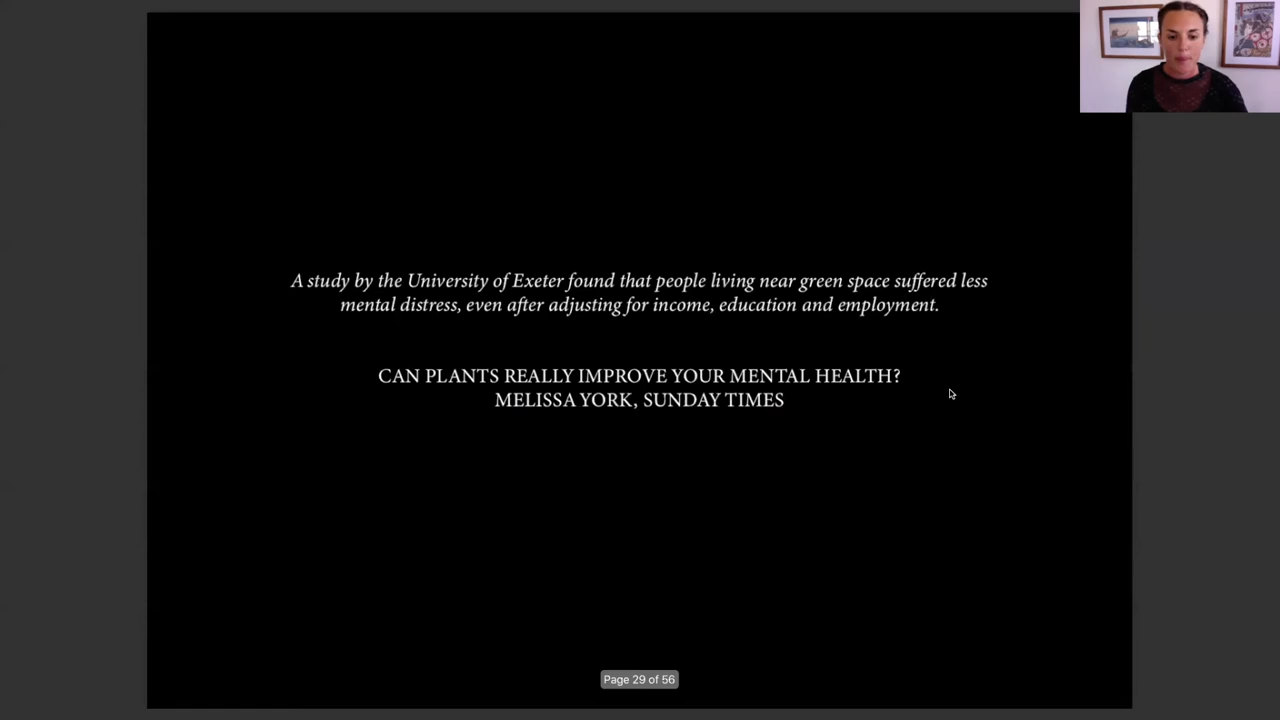 A study by the University of Exeter found that people living near green space suffered less
mental distress, even after adjusting for income, education and employment.
CAN PLANTS REALLY IMPROVE YOUR MENTAL HEALTH?
MELISSA YORK, SUNDAY TIMES
Page 29 of 56